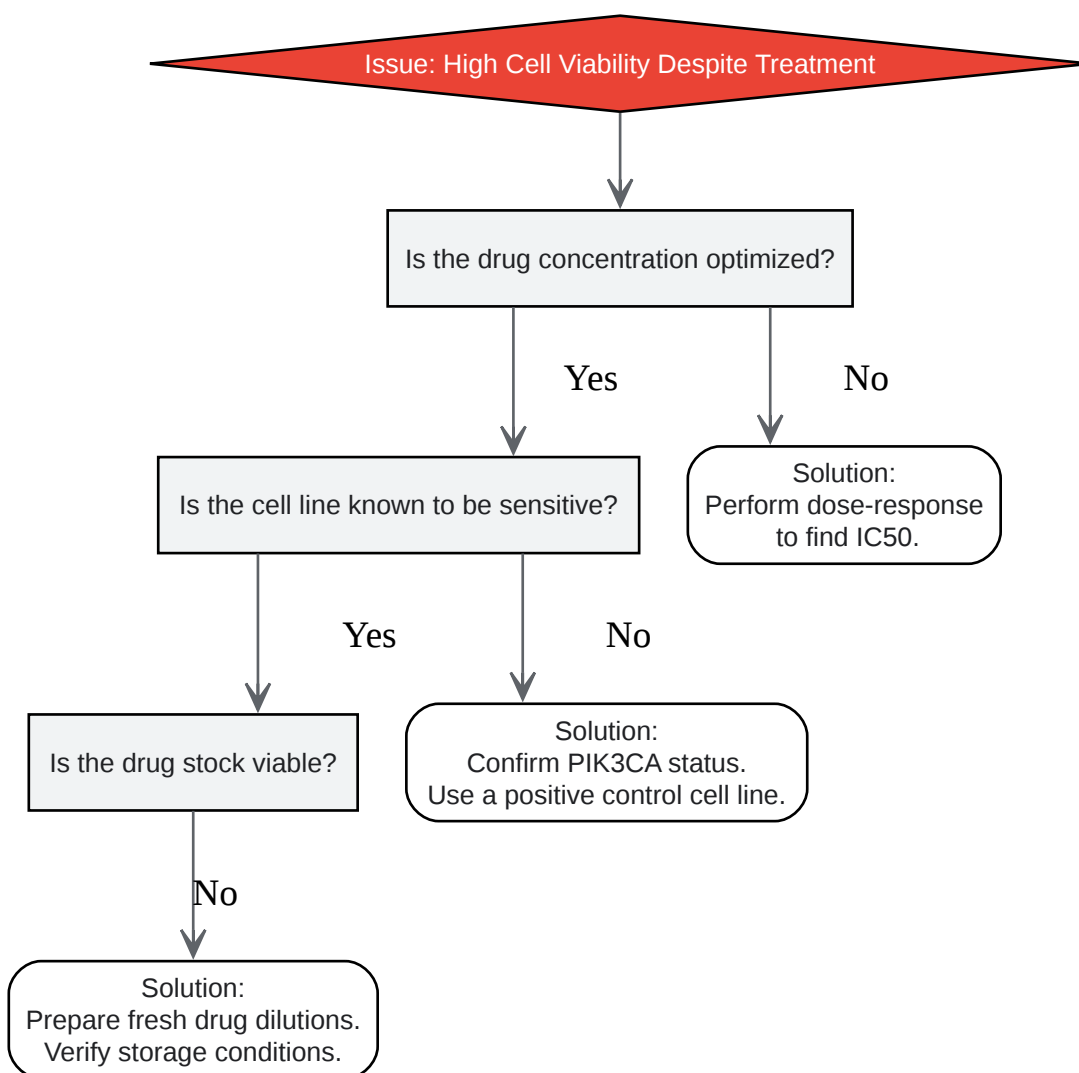 Issue: High Cell Viability Despite Treatment
Is the drug concentration optimized?
Yes
No
Is the cell line known to be sensitive?
Solution:
Perform dose-response
to find IC50.
Yes
No
Is the drug stock viable?
Solution:
Confirm PIK3CA status.
Use a positive control cell line.
No
Solution:
Prepare fresh drug dilutions.
Verify storage conditions.